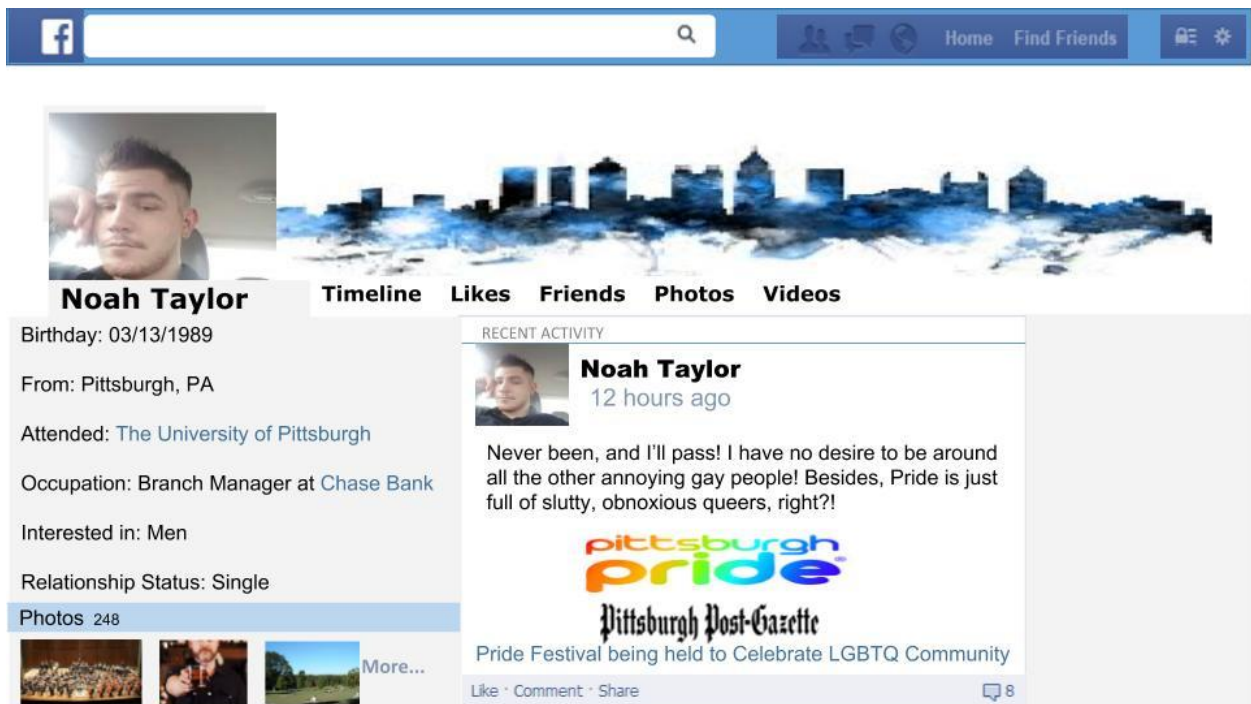 f
Home Find Friends
Noah Taylor
Timeline Likes Friends Photos Videos
Birthday: 03/13/1989
From: Pittsburgh, PA
Attended: The University of Pittsburgh
Occupation: Branch Manager at Chase Bank
Interested in: Men
Relationship Status: Single
Photos 248
More...
RECENT ACTIVITY
Noah Taylor
12 hours ago
Never been, and I'll pass! I have no desire to be around
all the other annoying gay people! Besides, Pride is just
full of slutty, obnoxious queers, right?!
pittsburgh
pride
Pittsburgh Post-Gazette
Pride Festival being held to Celebrate LGBTQ Community
Like · Comment · Share 8